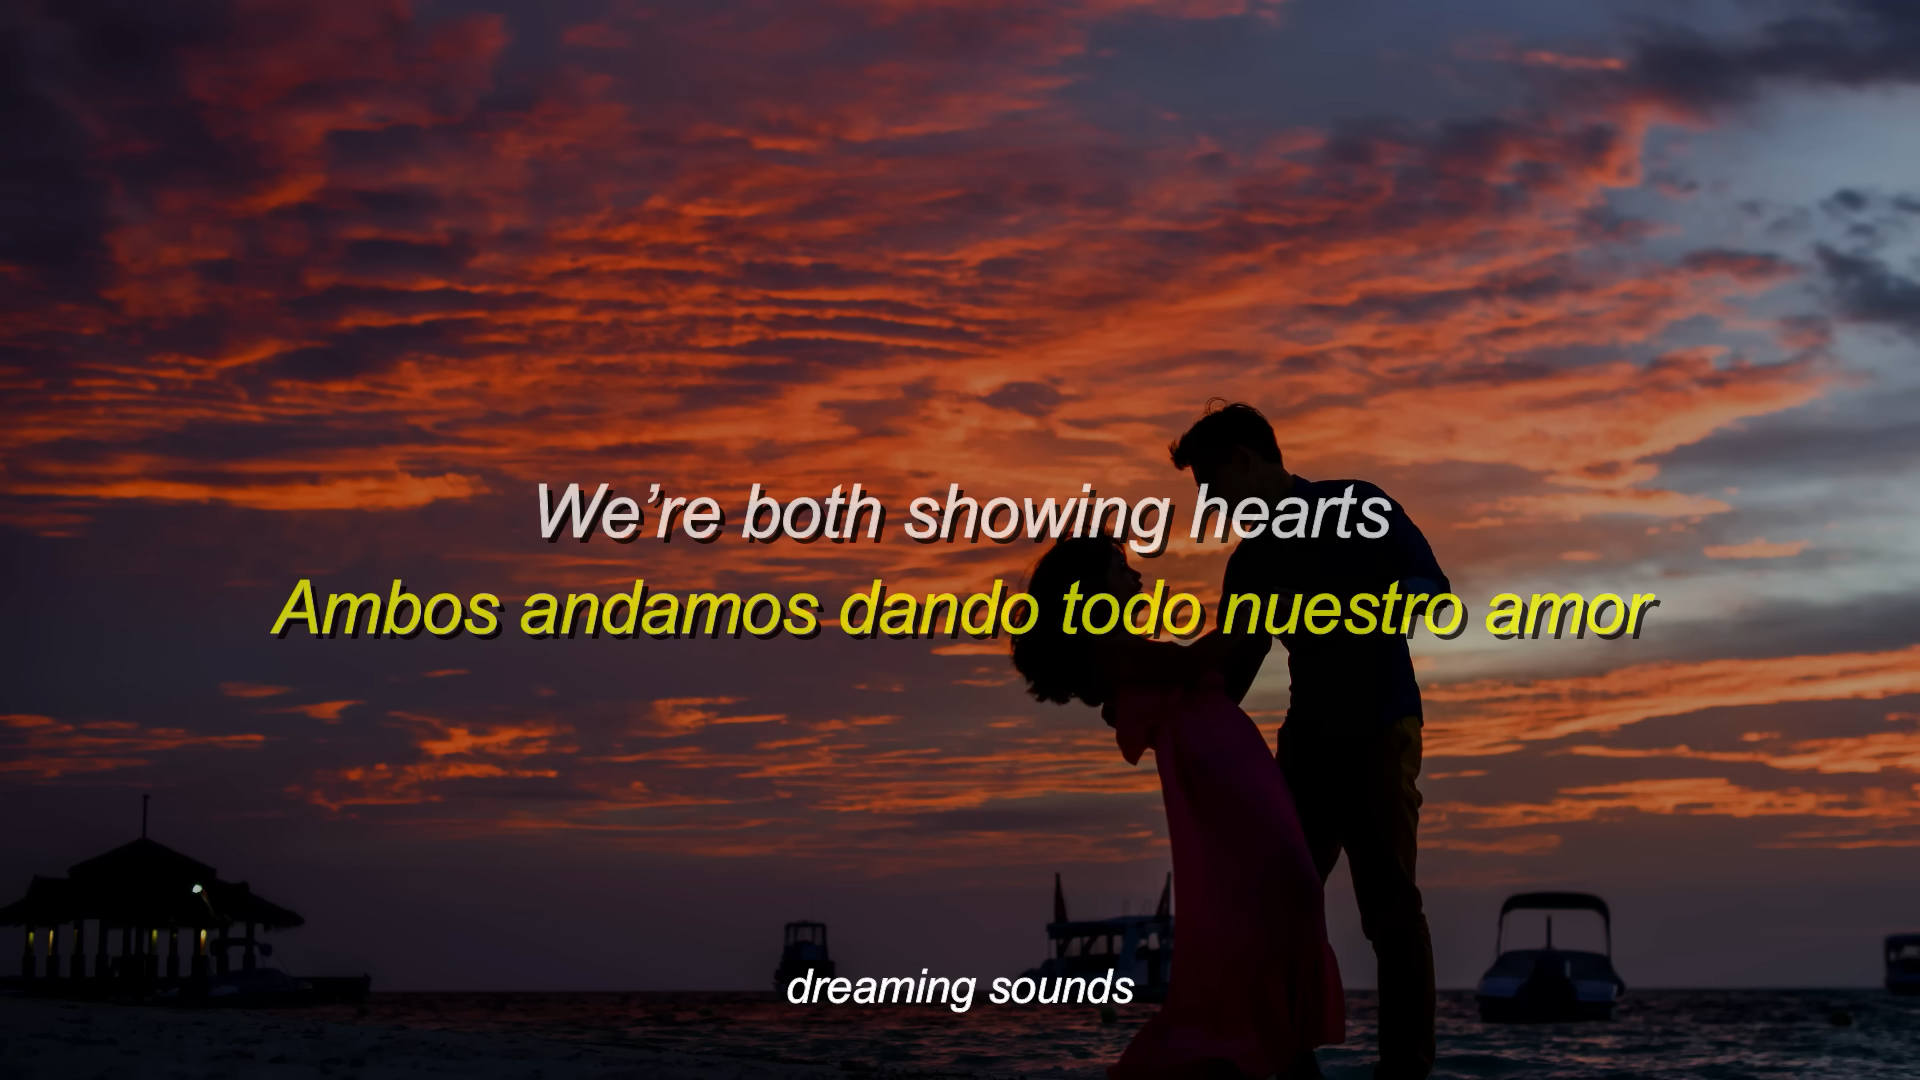 We’re both showing hearts
Ambos andamos dando todo nuestro amor
dreaming sounds